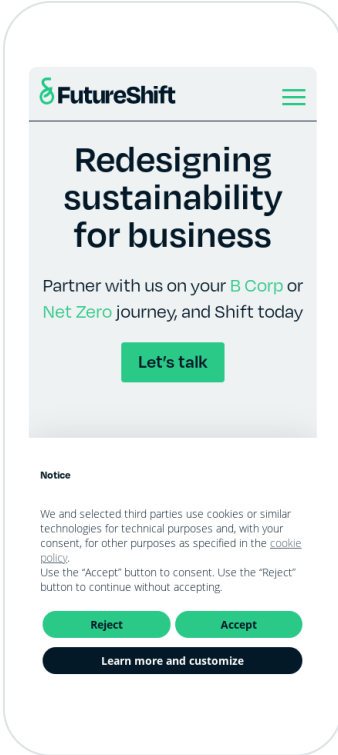 FutureShift
Redesigning
sustainability
for business
Partner with us on your B Corp or
Net Zero journey, and Shift today
Let’s talk
Notice
We and selected third parties use cookies or similar
technologies for technical purposes and, with your
consent, for other purposes as specified in the cookie
policy.
Use the “Accept” button to consent. Use the “Reject”
button to continue without accepting.
Reject
Accept
Learn more and customize